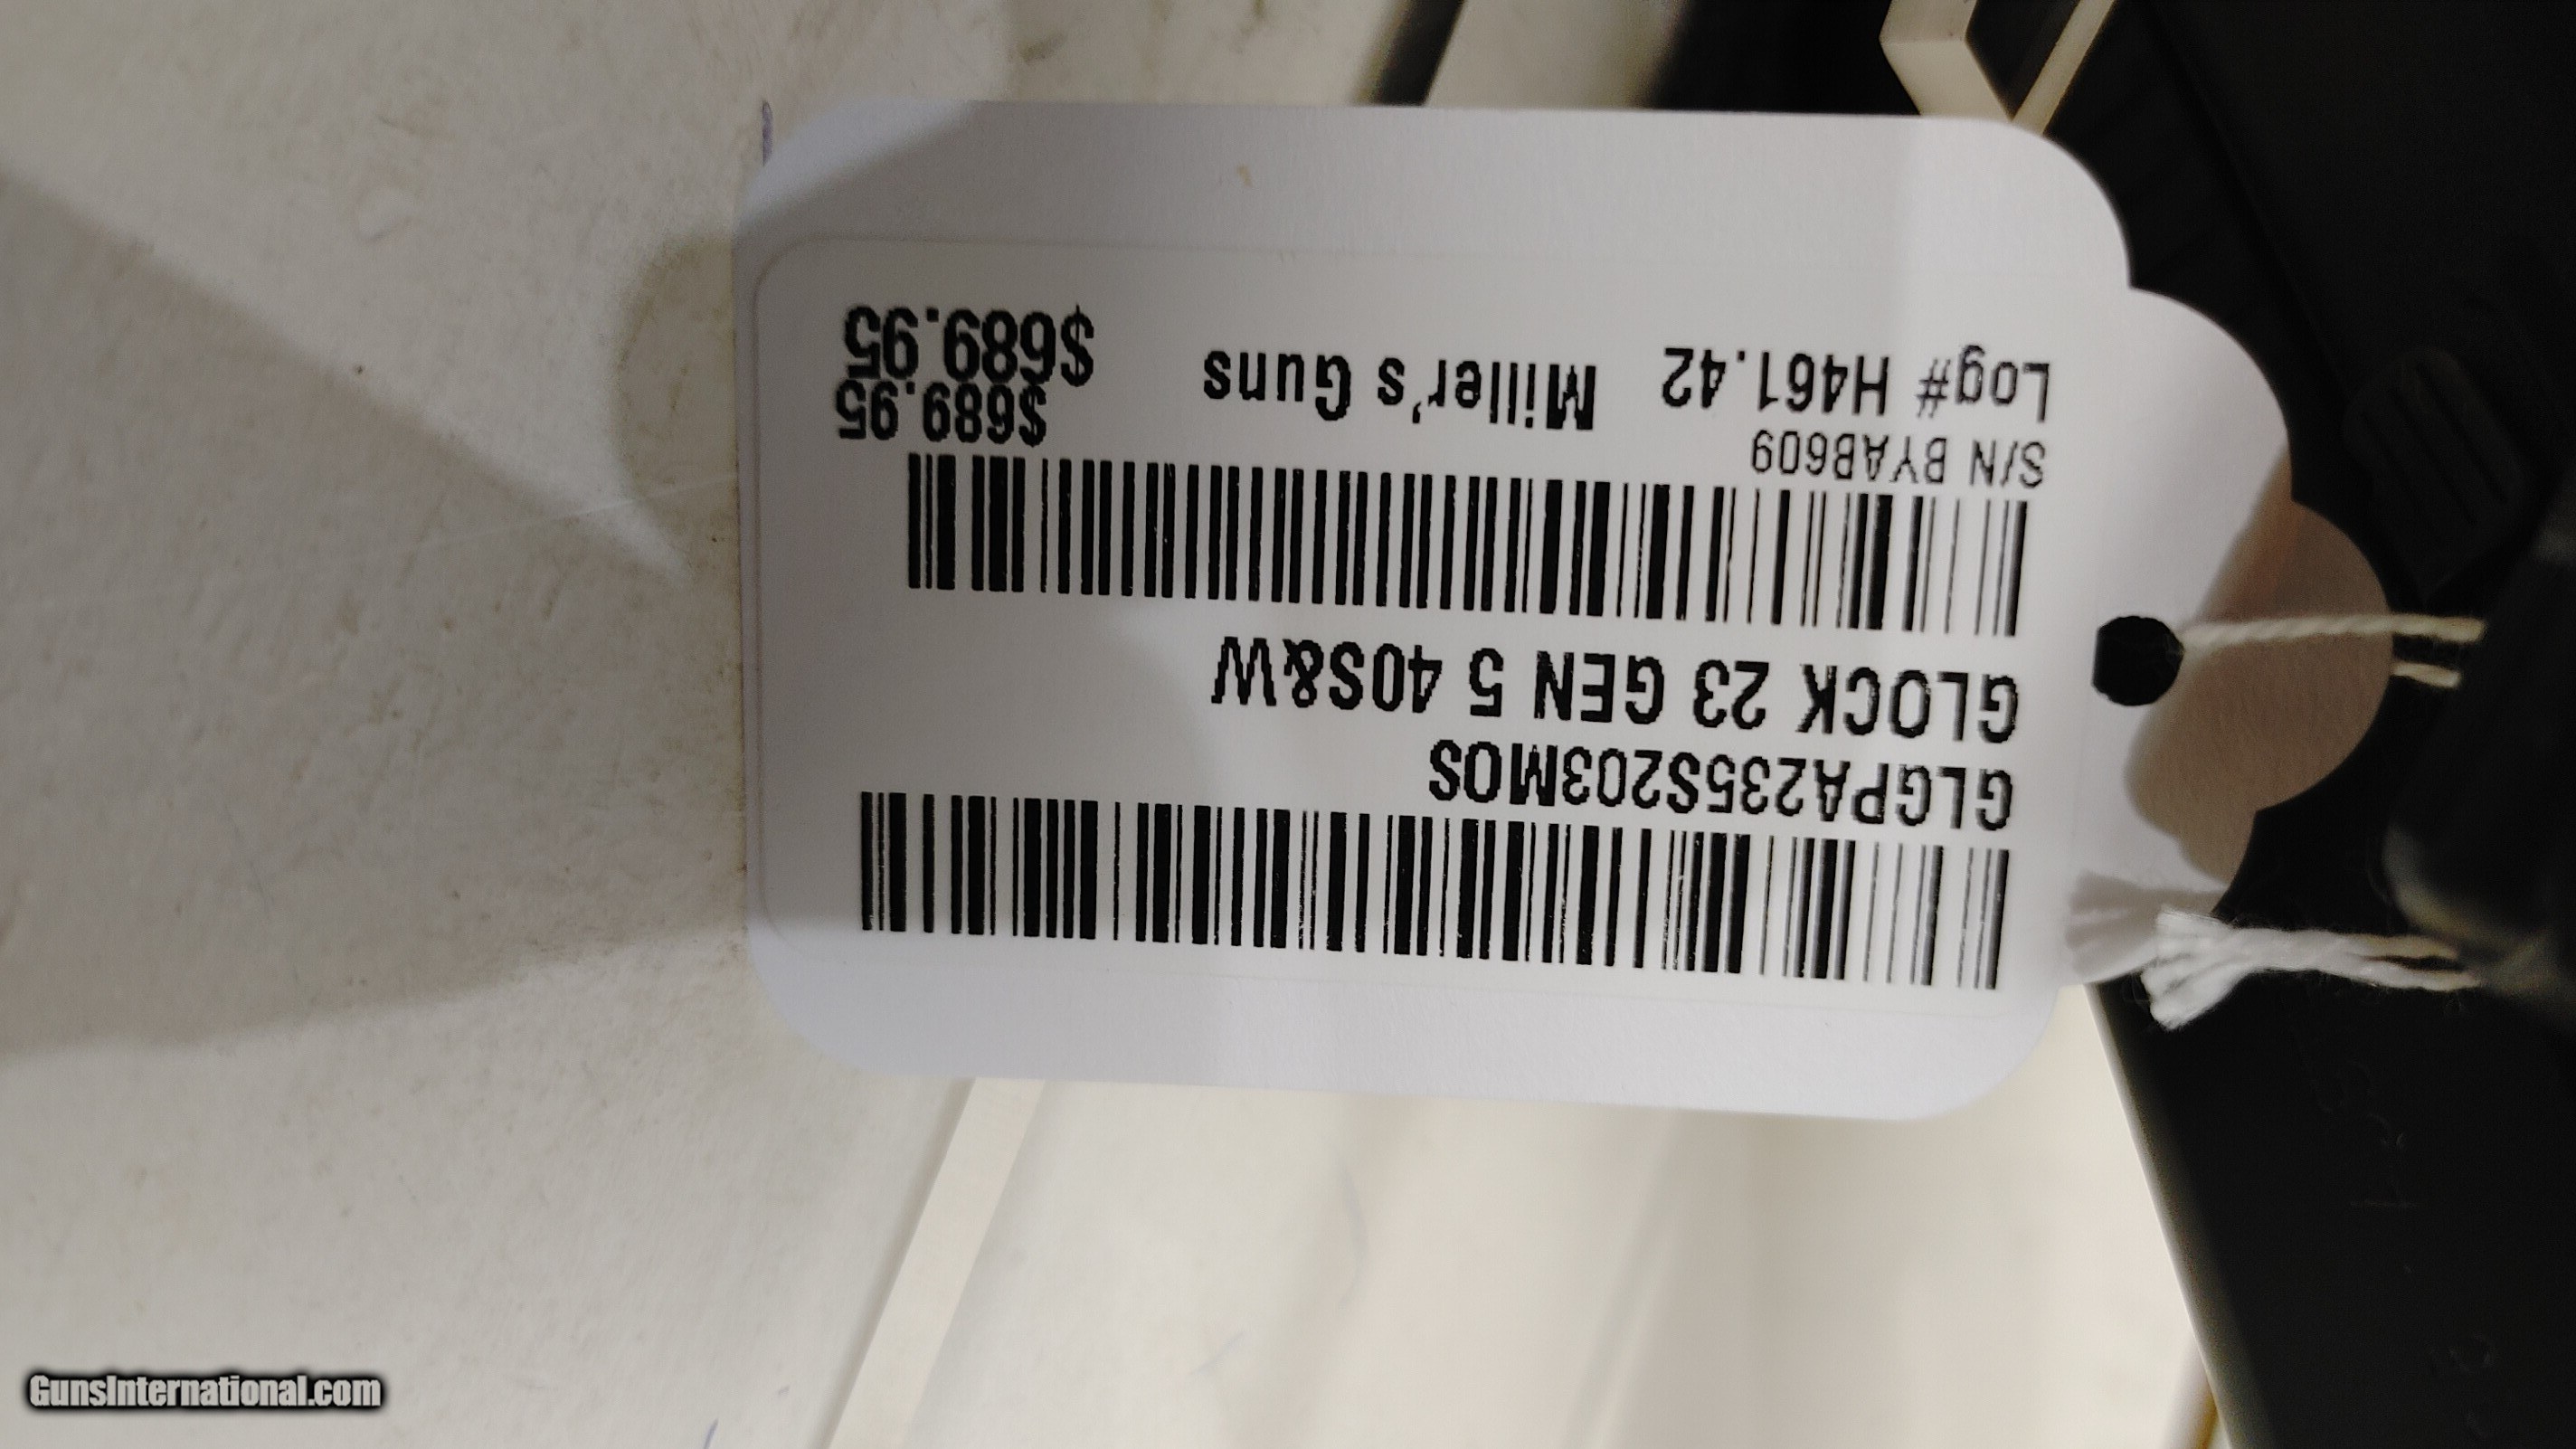 GLGPA235S203MOS
GLOCK 23 GEN 5 40S&W
S/N BYAB609
$689.95
Log# H461.42 Miller's Guns $689.95
GunsInternational.com